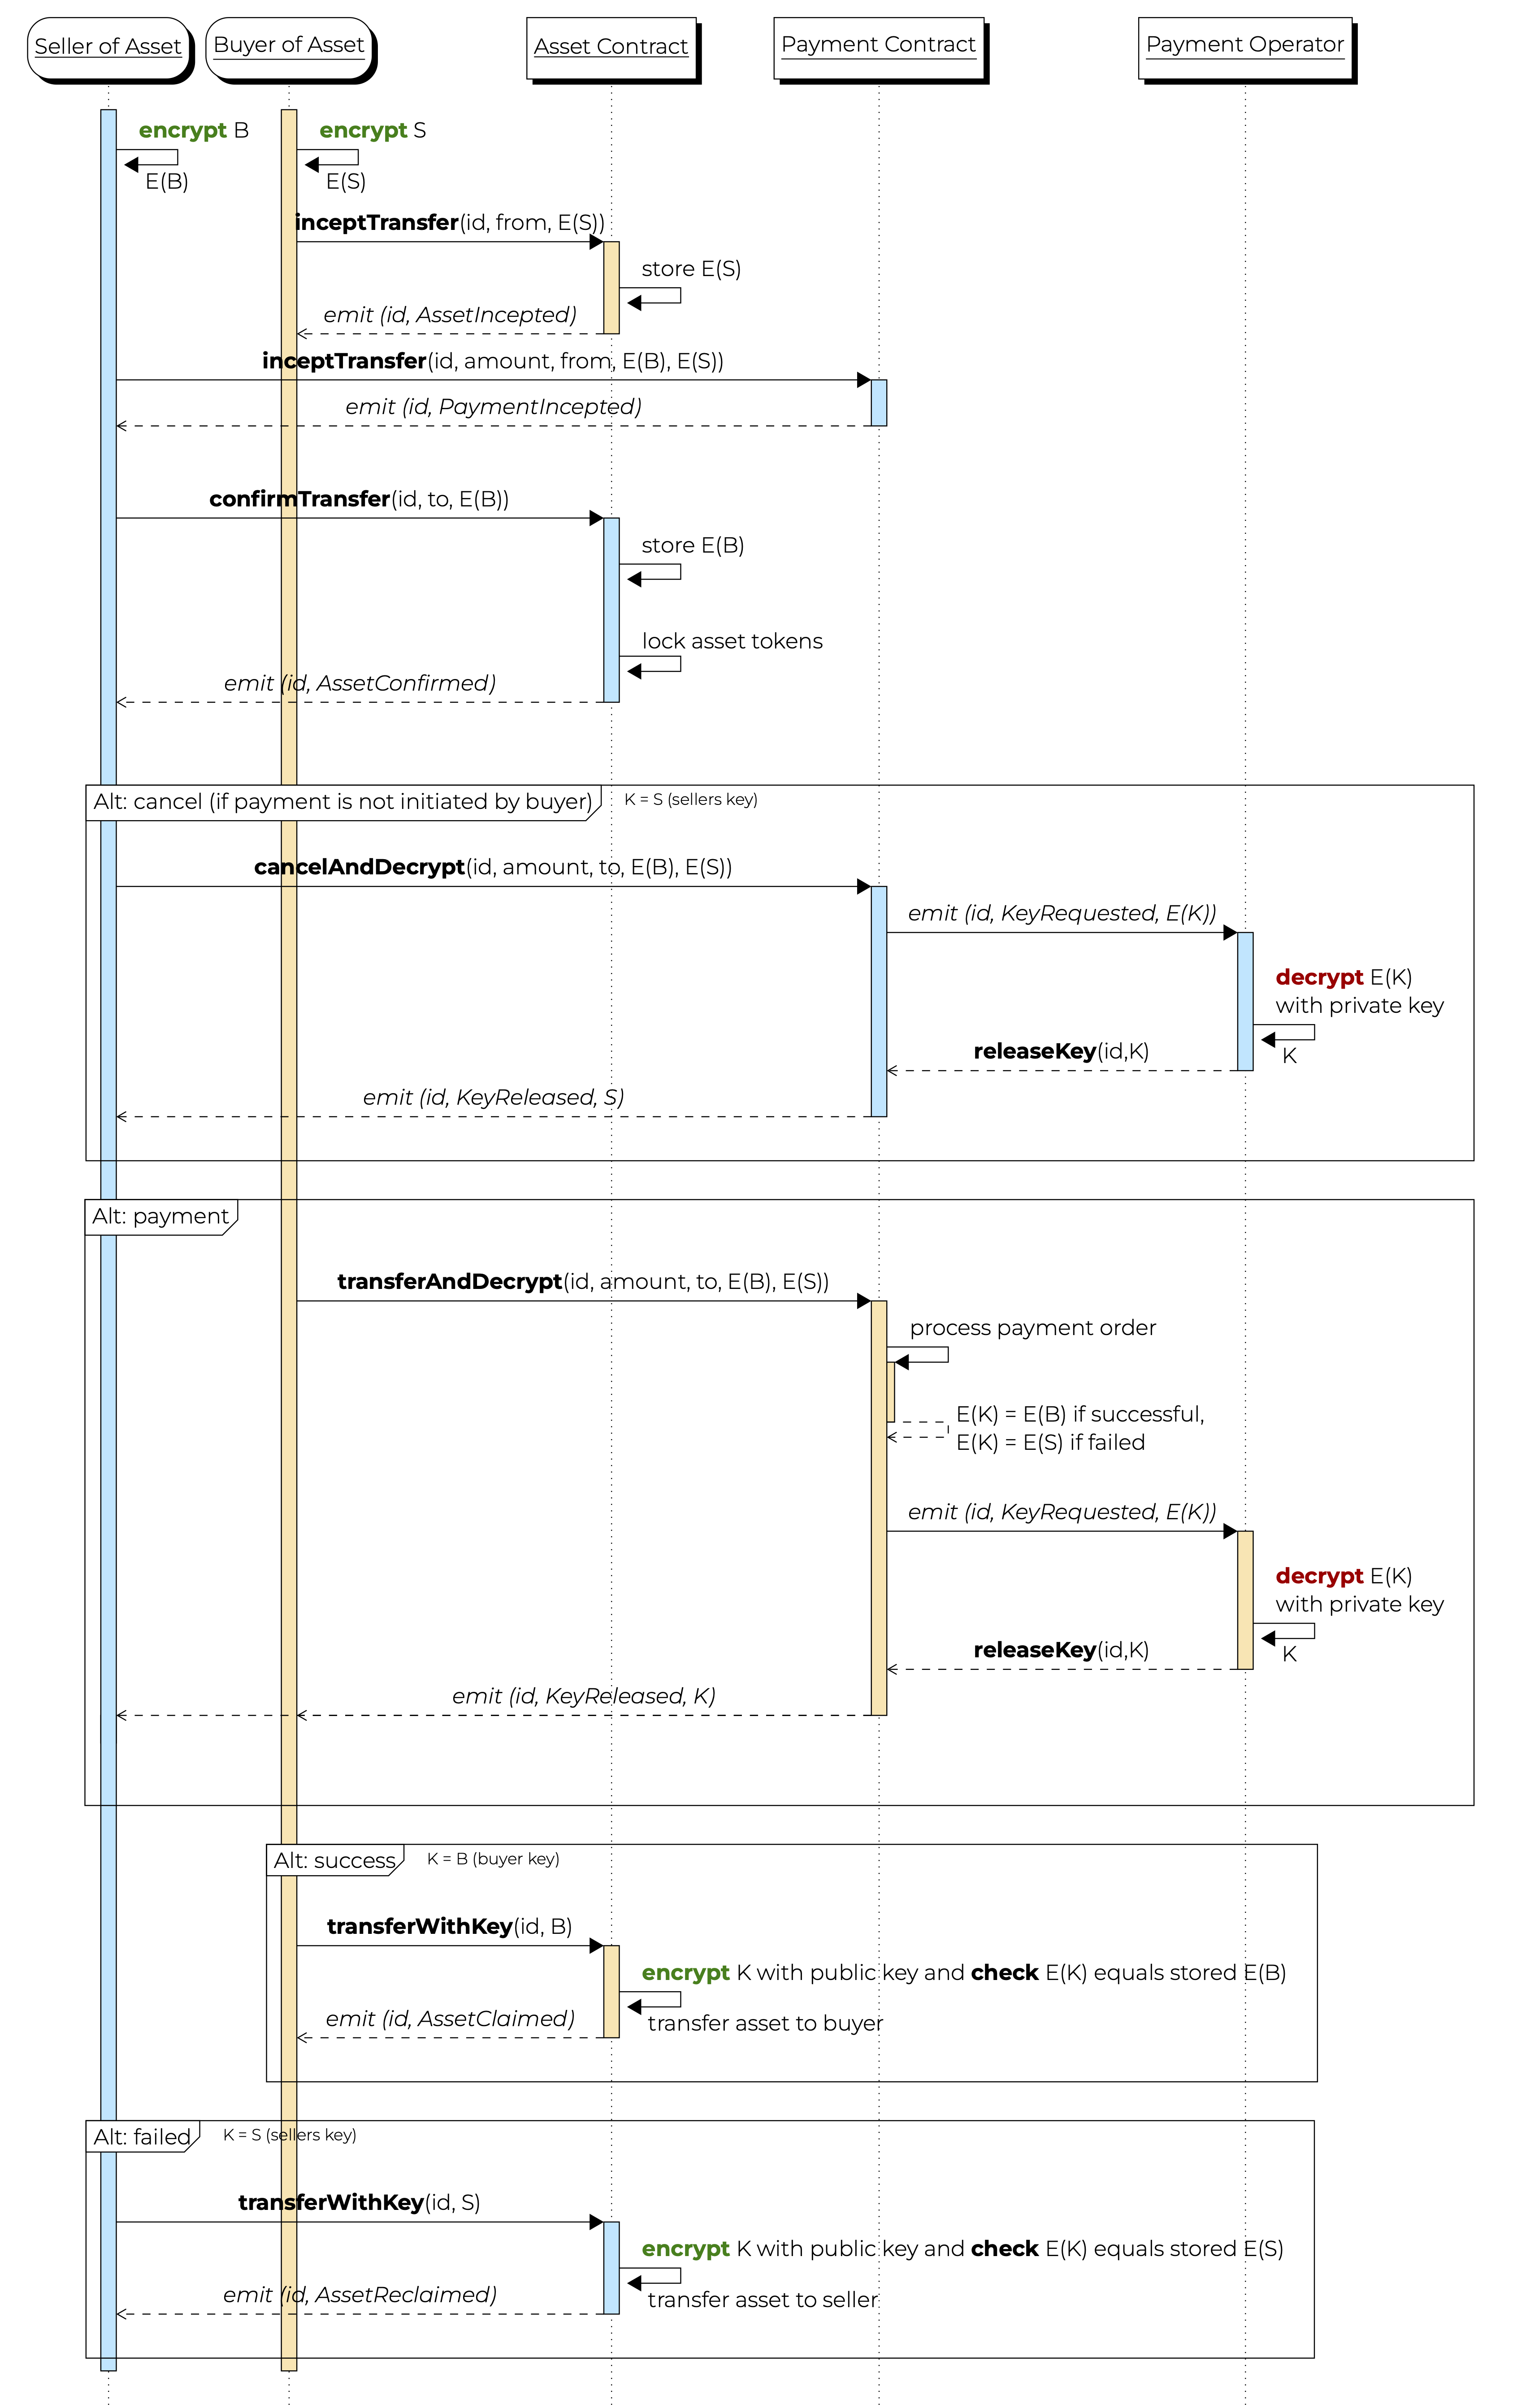 Seller of Asset
Buyer of Asset
Asset Contract
Payment Contract
Payment Operator
encrypt B
E(B)
encrypt S
E(S)
inceptTransfer(id, from, E(S))
store E(S)
emit (id, AssetIncepted)
inceptTransfer(id, amount, from, E(B), E(S))
emit (id, PaymentIncepted)
confirmTransfer(id, to, E(B))
store E(B)
lock asset tokens
emit (id, AssetConfirmed)
Alt: cancel (if payment is not initiated by buyer)
K = S (sellers key)
cancelAndDecrypt(id, amount, to, E(B), E(S))
emit (id, KeyRequested, E(K))
decrypt E(K)
with private key
K
releaseKey(id,K)
emit (id, KeyReleased, S)
Alt: payment
transferAndDecrypt(id, amount, to, E(B), E(S))
process payment order
E(K) = E(B) if successful,
E(K) = E(S) if failed
emit (id, KeyRequested, E(K))
decrypt E(K)
with private key
K
releaseKey(id,K)
emit (id, KeyReleased, K)
Alt: success
K = B (buyer key)
transferWithKey(id, B)
encrypt K with public key and check E(K) equals stored E(B)
transfer asset to buyer
emit (id, AssetClaimed)
Alt: failed
K = S (sellers key)
transferWithKey(id, S)
encrypt K with public key and check E(K) equals stored E(S)
transfer asset to seller
emit (id, AssetReclaimed)